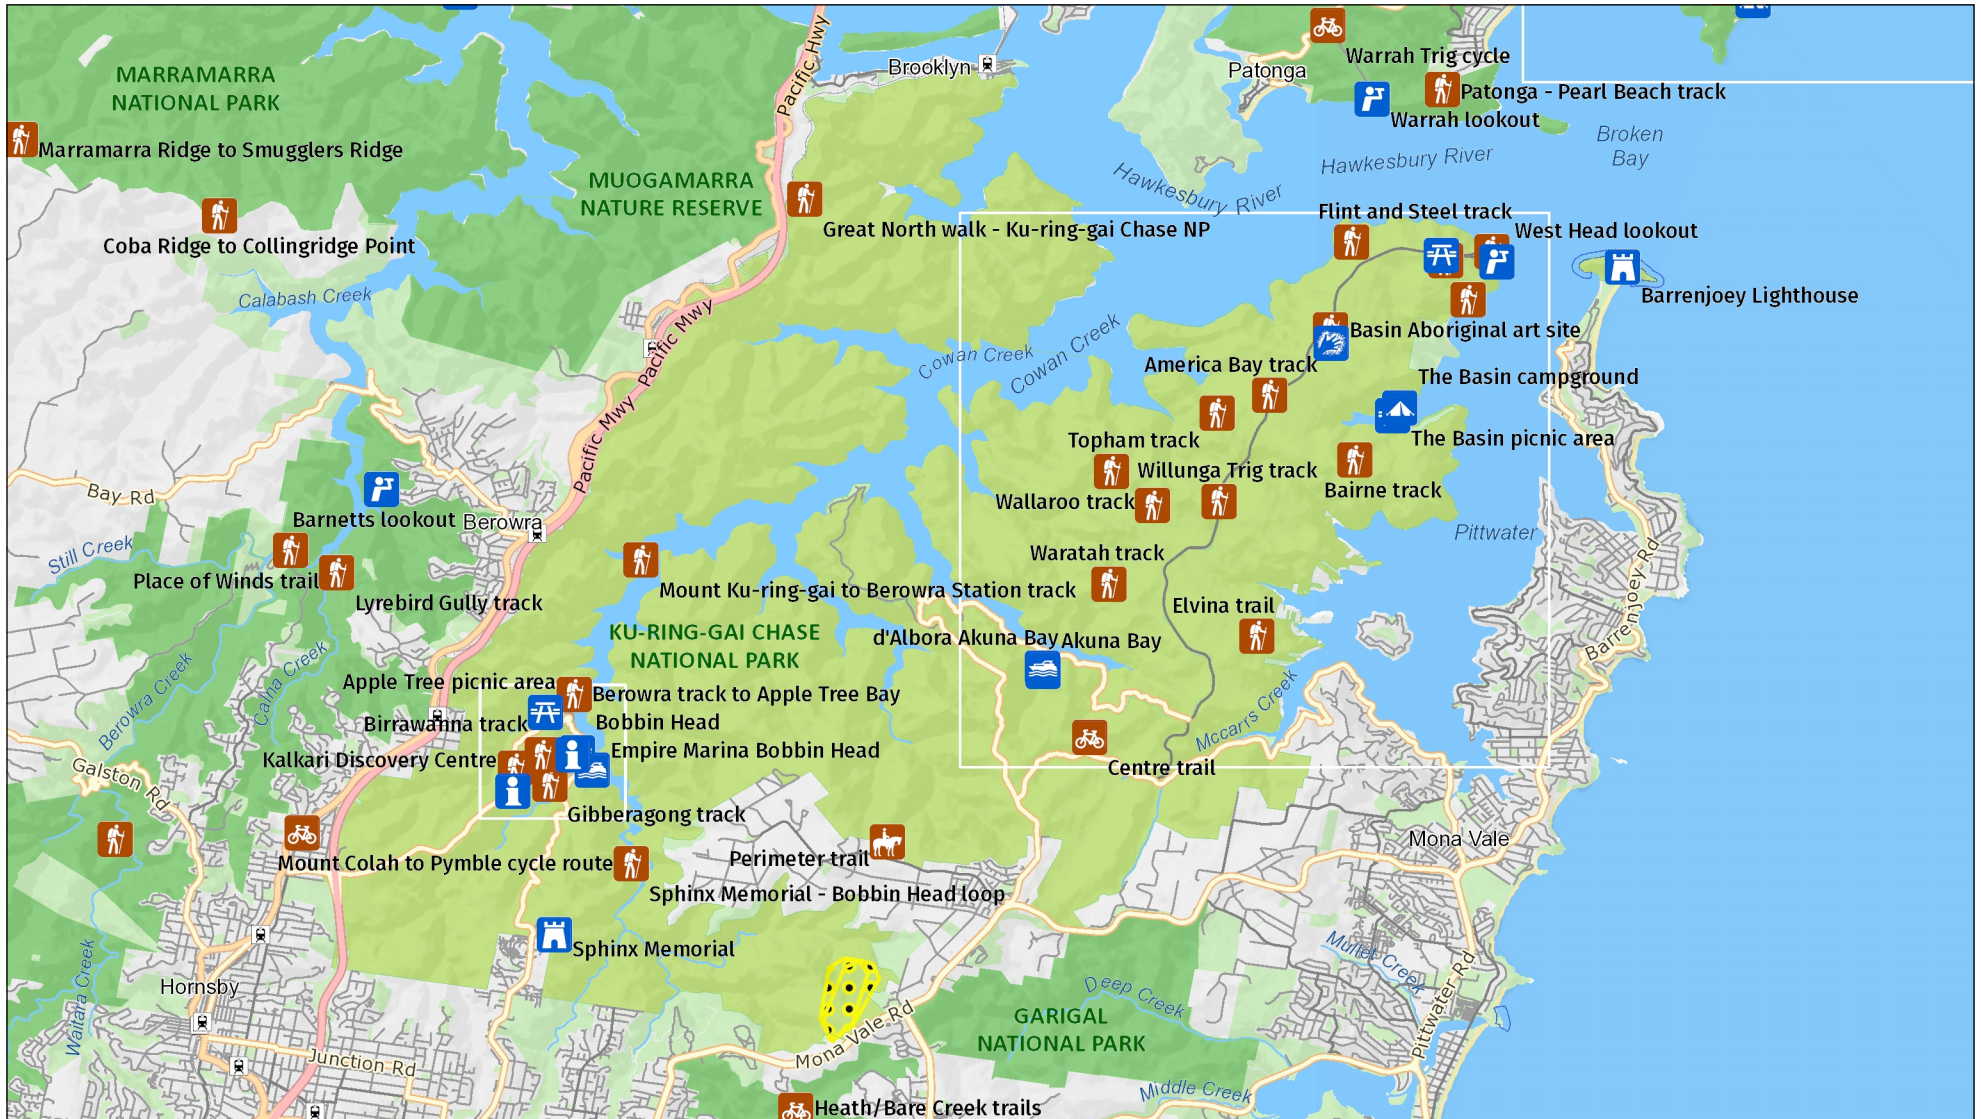 Pacific Hwy
Brooklyn
Patonga
Warrah Trig cycle
MARRAMARRA
NATIONAL PARK
Patonga - Pearl Beach track
Warrah lookout
Broken
Bay
Marramarra Ridge to Smugglers Ridge
Hawkesbury River
Hawkesbury River
MUOGAMARRA
NATURE RESERVE
Flint and Steel track
Great North walk - Ku-ring-gai Chase NP
West Head lookout
Coba Ridge to Collingridge Point
Calabash Creek
Barrenjoey Lighthouse
Pacific Mwy
Basin Aboriginal art site
Cowan Creek
Cowan Creek
America Bay track
The Basin campground
Pacific Mwy
Topham track
The Basin picnic area
Willunga Trig track
Bay Rd
Bairne track
Wallaroo track
Barnetts lookout
Berowra
Pittwater
Still Creek
Waratah track
Place of Winds trail
Mount Ku-ring-gai to Berowra Station track
Barrenjoey Rd
Lyrebird Gully track
Elvina trail
KU-RING-GAI CHASE
NATIONAL PARK
d'Albora Akuna Bay
Akuna Bay
Berowra Creek
Calna Creek
Apple Tree picnic area
Berowra track to Apple Tree Bay
Mccarrs Creek
Birrawanna track
Bobbin Head
Kalkari Discovery Centre
Empire Marina Bobbin Head
Centre trail
Galston Rd
Gibberagong track
Mona Vale
Perimeter trail
Mount Colah to Pymble cycle route
Sphinx Memorial - Bobbin Head loop
Sphinx Memorial
Mullet Creek
Waitara Creek
Hornsby
Deep Creek
Pittwater Rd
GARIGAL
NATIONAL PARK
Mona Vale Rd
Junction Rd
Middle Creek
Heath/Bare Creek trails